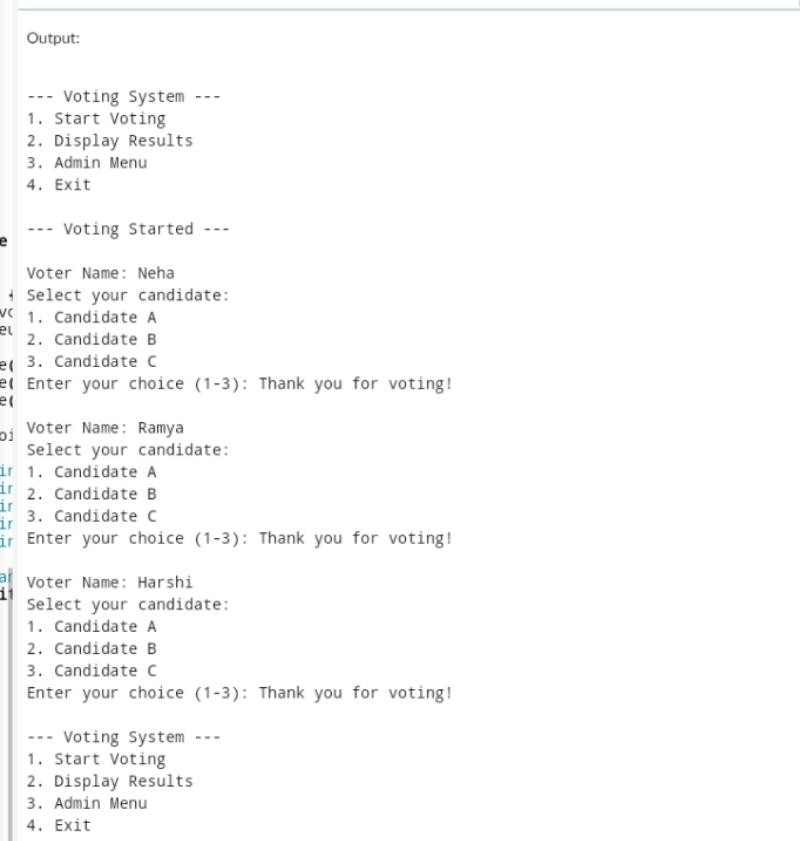 Output:
--- Voting System ---
1. Start Voting
2. Display Results
3. Admin Menu
4. Exit
--- Voting Started ---
Voter Name: Neha
Select your candidate:
1. Candidate A
2. Candidate B
3. Candidate C
Enter your choice (1-3): Thank you for voting!
Voter Name: Ramya
Select your candidate:
1. Candidate A
2. Candidate B
3. Candidate C
Enter your choice (1-3): Thank you for voting!
Voter Name: Harshi
Select your candidate:
1. Candidate A
2. Candidate B
3. Candidate C
Enter your choice (1-3): Thank you for voting!
--- Voting System ---
1. Start Voting
2. Display Results
3. Admin Menu
4. Exit